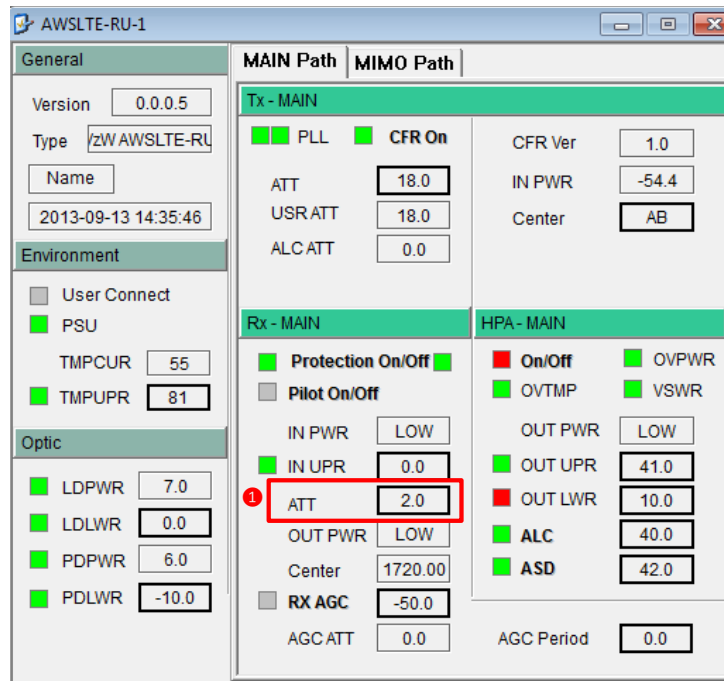 AWSLTE-RU-1
General
Version 0.0.0.5
Type /zW AWSLTE-RU
Name
2013-09-13 14:35:46
Environment
User Connect
PSU
TMPCUR 55
TMPUPR 81
Optic
LDPWR 7.0
LDLWR 0.0
PDPWR 6.0
PDLWR -10.0
MAIN Path MIMO Path
Tx - MAIN
PLL CFR On
ATT 18.0
USR ATT 18.0
ALC ATT 0.0
CFR Ver 1.0
IN PWR -54.4
Center AB
Rx - MAIN
Protection On/Off
Pilot On/Off
IN PWR LOW
IN UPR 0.0
1 ATT 2.0
OUT PWR LOW
Center 1720.00
RX AGC -50.0
AGC ATT 0.0
HPA - MAIN
On/Off OVPWR
OVTMP VSWR
OUT PWR LOW
OUT UPR 41.0
OUT LWR 10.0
ALC 40.0
ASD 42.0
AGC Period 0.0